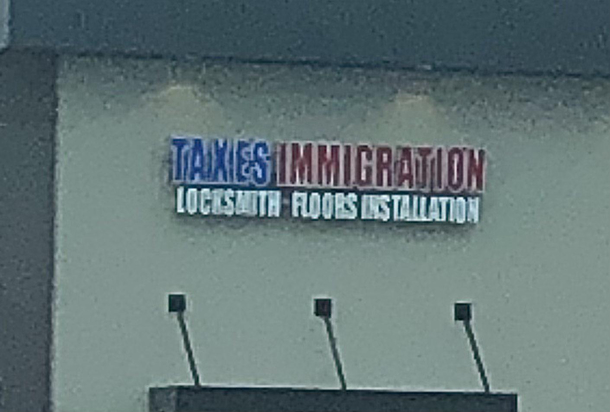 TAXES IMMIGRATION
LOCKSMITH - FLOORS INSTALLATION